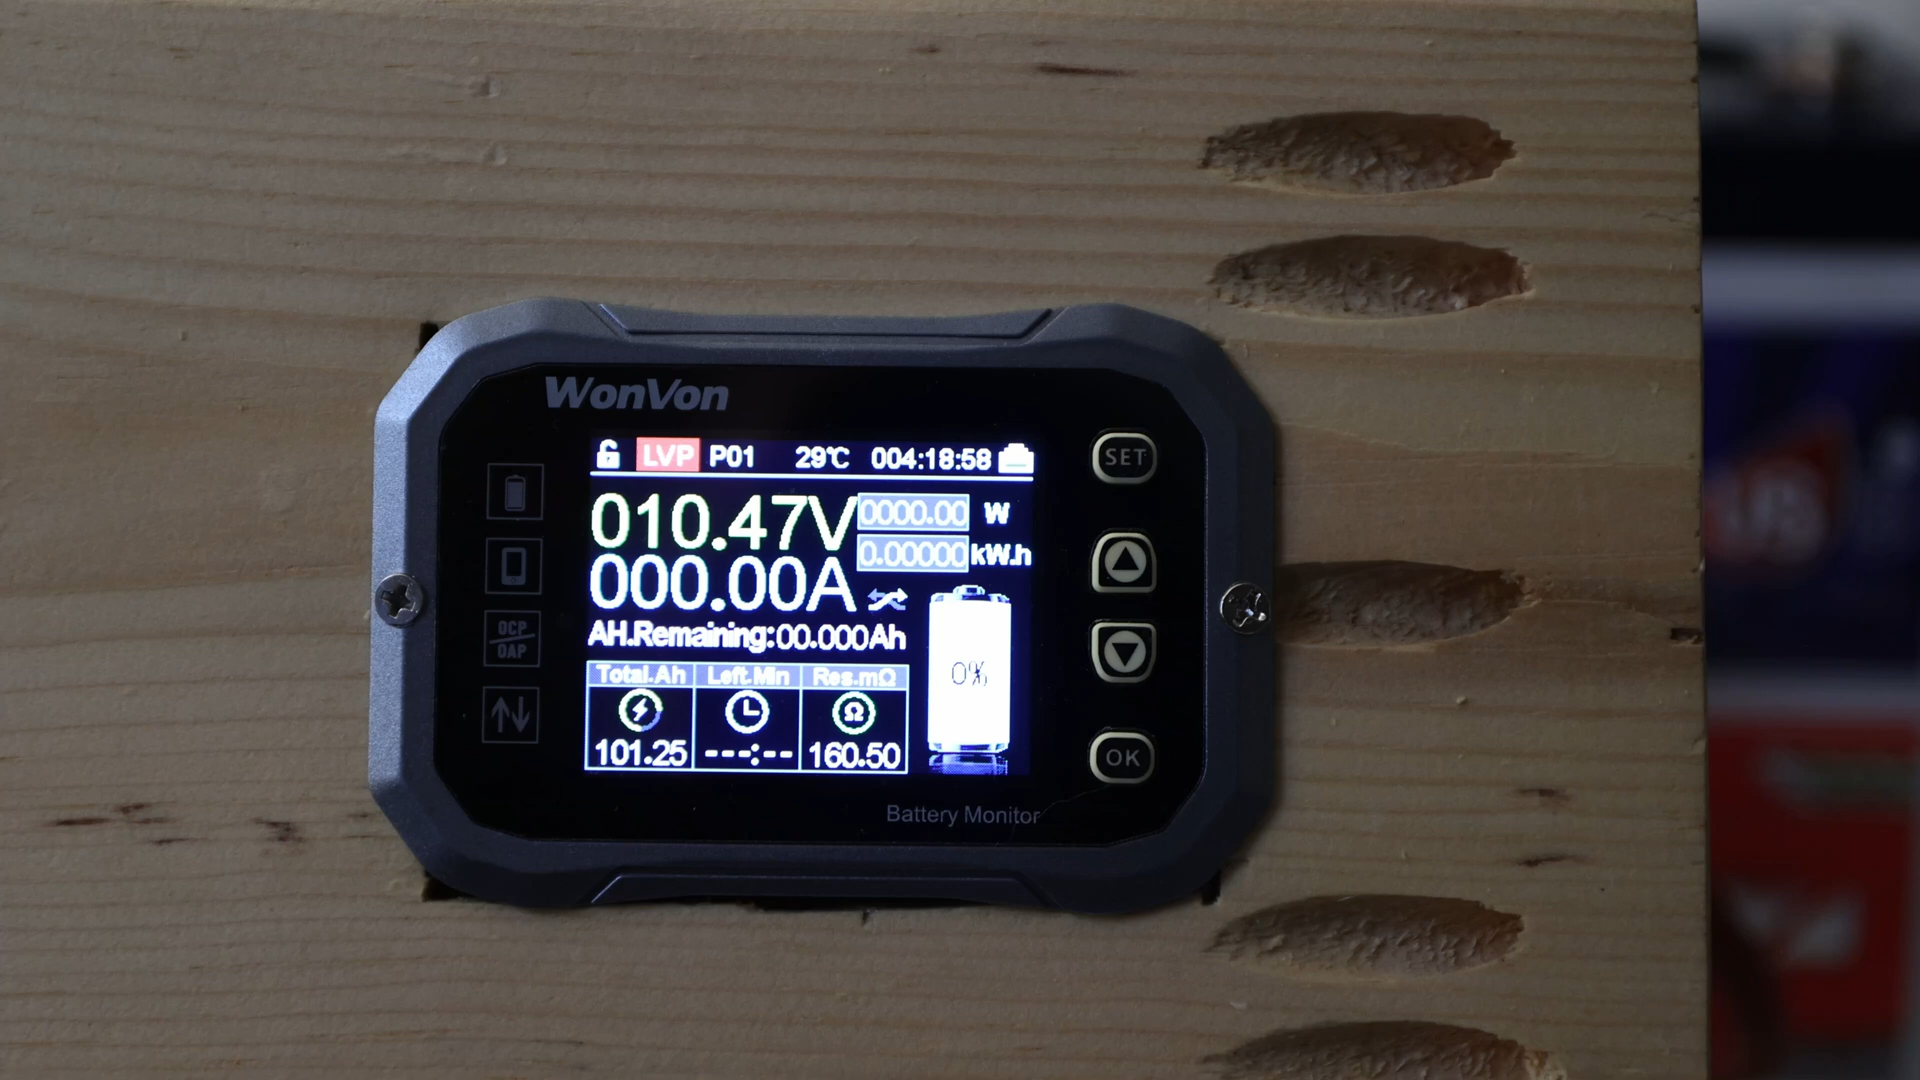 WonVon
LVP P01 29℃ 004:18:58
010.47V 0000.00 W
0.00000 kW.h
000.00A
AH.Remaining:00.000Ah
Total.Ah Left.Min Res.mΩ
Ω
101.25 ---:-- 160.50
0%
OCP
OAP
SET
OK
Battery Monitor